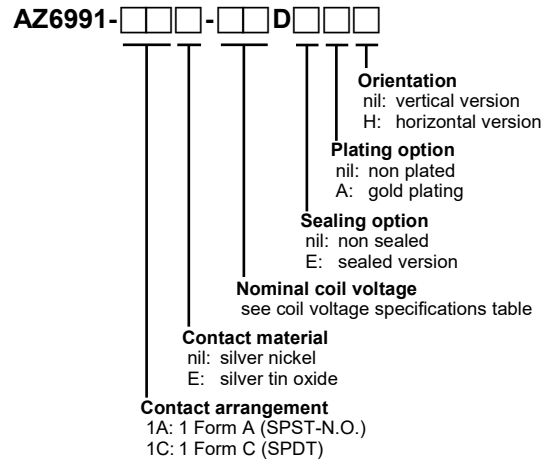 AZ6991-□□□-□□D□□□
Orientation
nil: vertical version
H: horizontal version
Plating option
nil: non plated
A: gold plating
Sealing option
nil: non sealed
E: sealed version
Nominal coil voltage
see coil voltage specifications table
Contact material
nil: silver nickel
E: silver tin oxide
Contact arrangement
1A: 1 Form A (SPST-N.O.)
1C: 1 Form C (SPDT)